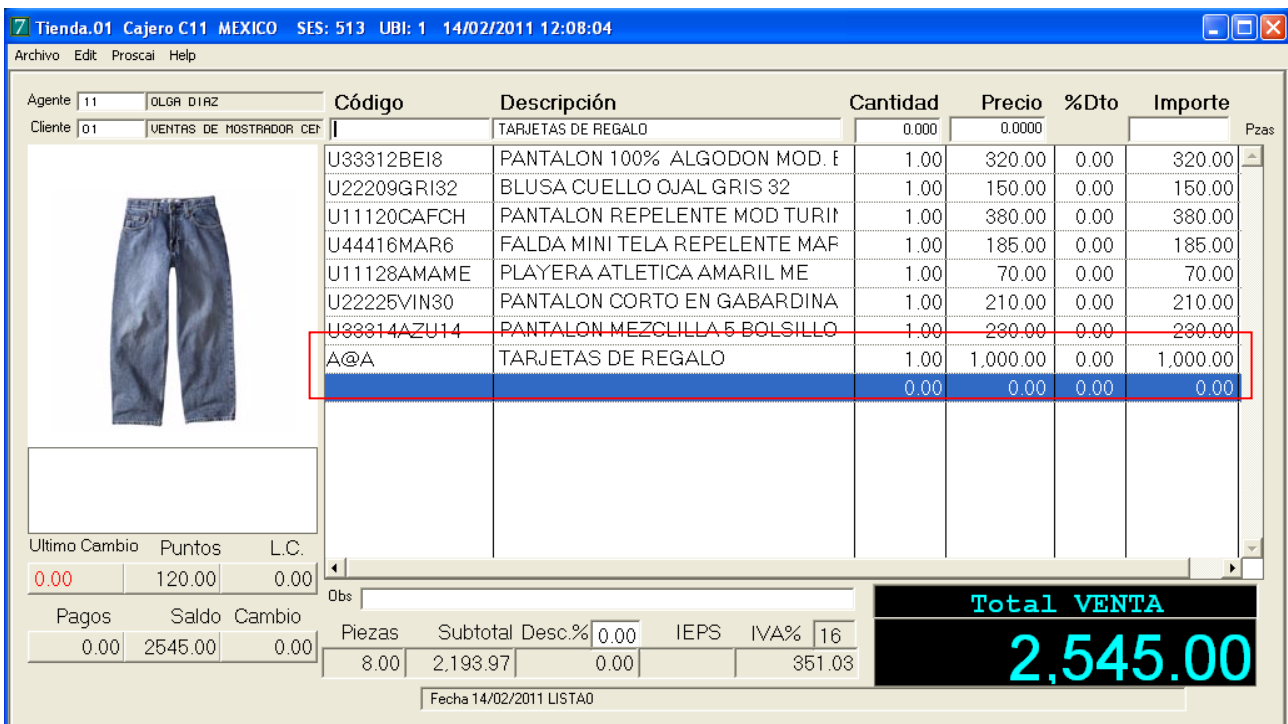 7 Tienda.01 Cajero C11 MEXICO SES: 513 UBI: 1 14/02/2011 12:08:04
Archivo Edit Proscai Help
Agente 11 OLGA DIAZ Código Descripción Cantidad Precio %Dto Importe
Cliente 01 VENTAS DE MOSTRADOR CEN TARJETAS DE REGALO 0.000 0.0000 Pzas
U33312BEI8 PANTALON 100% ALGODON MOD. E 1.00 320.00 0.00 320.00
U22209GRI32 BLUSA CUELLO OJAL GRIS 32 1.00 150.00 0.00 150.00
U11120CAFCH PANTALON REPELENTE MOD TURIN 1.00 380.00 0.00 380.00
U44416MAR6 FALDA MINI TELA REPELENTE MAR 1.00 185.00 0.00 185.00
U11128AMAME PLAYERA ATLETICA AMARIL ME 1.00 70.00 0.00 70.00
U22225VIN30 PANTALON CORTO EN GABARDINA 1.00 210.00 0.00 210.00
U33314AZU14 PANTALON MEZCLILLA 5 BOLSILLO 1.00 230.00 0.00 230.00
A@A TARJETAS DE REGALO 1.00 1,000.00 0.00 1,000.00
0.00 0.00 0.00 0.00
Ultimo Cambio Puntos L.C.
0.00 120.00 0.00
Obs
Pagos Saldo Cambio
0.00 2545.00 0.00
Piezas Subtotal Desc.% 0.00 IEPS IVA% 16
8.00 2,193.97 0.00 351.03
Total VENTA
2,545.00
Fecha 14/02/2011 LISTA0